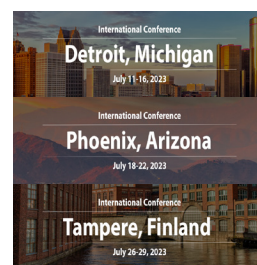 International Conference
Detroit, Michigan
July 11-16, 2023
International Conference
Phoenix, Arizona
July 18-22, 2023
International Conference
Tampere, Finland
July 26-29, 2023